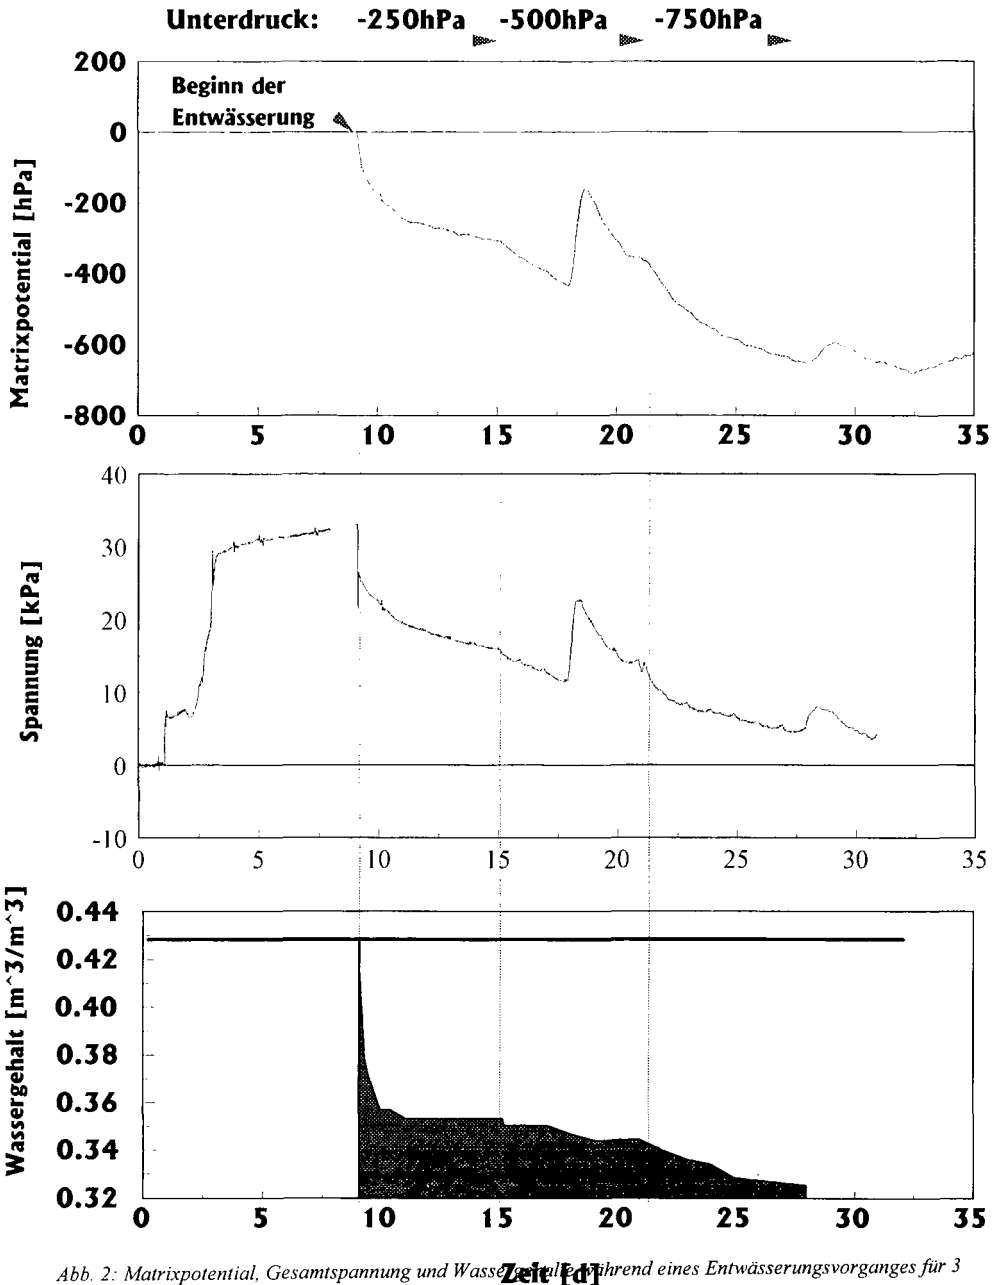 Unterdruck: -250hPa -500hPa -750hPa
Beginn der
Entwässerung
Matrixpotential [hPa]
200
0
-200
-400
-600
-800
0 5 10 15 20 25 30 35
Spannung [kPa]
40
30
20
10
0
-10
0 5 10 15 20 25 30 35
Wassergehalt [m^3/m^3]
0.44
0.42
0.40
0.38
0.36
0.34
0.32
0 5 10 15 20 25 30 35
Zeit [d]
Abb. 2: Matrixpotential, Gesamtspannung und Wassergehalte während eines Entwässerungsvorganges für 3